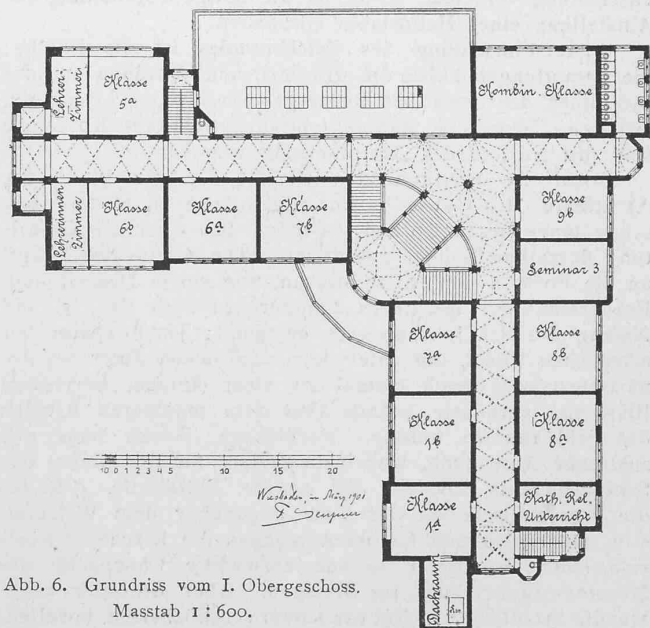 Lehrer-
Zimmer
Klasse
5a
Kombin. Klasse
Lehrerinnen
Zimmer
Klasse
6b
Klasse
6a
Klasse
7b
Klasse
9b
Seminar 3
Klasse
7a
Klasse
8b
Klasse
1b
Klasse
8a
Klasse
1a
Kath. Rel.
Unterricht
Dachraum
10 0 1 2 3 4 5 10 15 20
Wiesbaden, im März 1901
F.
Abb. 6. Grundriss vom I. Obergeschoss.
Masstab 1 : 600.